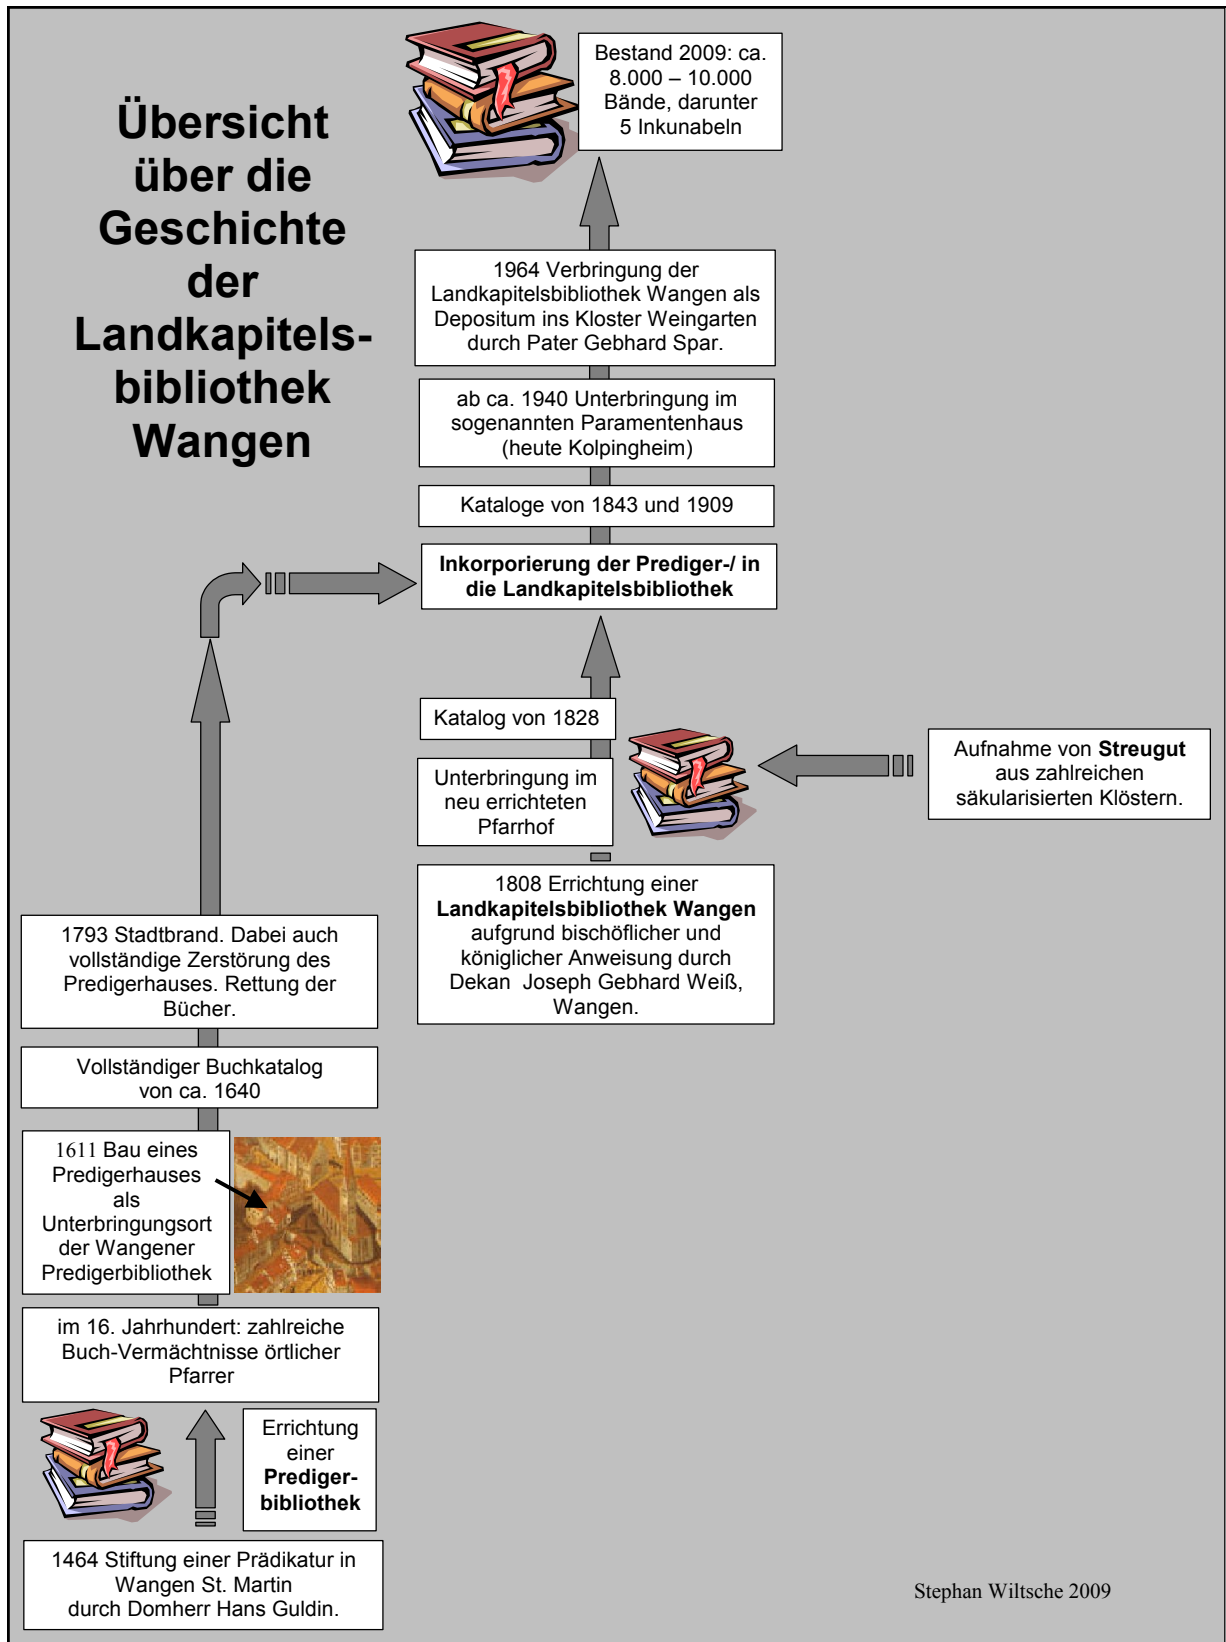 Übersicht
über die
Geschichte
der
Landkapitels-
bibliothek
Wangen
Bestand 2009: ca.
8.000 – 10.000
Bände, darunter
5 Inkunabeln
1964 Verbringung der
Landkapitelsbibliothek Wangen als
Depositum ins Kloster Weingarten
durch Pater Gebhard Spar.
ab ca. 1940 Unterbringung im
sogenannten Paramentenhaus
(heute Kolpingheim)
Kataloge von 1843 und 1909
Inkorporierung der Prediger-/ in
die Landkapitelsbibliothek
Katalog von 1828
Unterbringung im
neu errichteten
Pfarrhof
Aufnahme von Streugut
aus zahlreichen
säkularisierten Klöstern.
1808 Errichtung einer
Landkapitelsbibliothek Wangen
aufgrund bischöflicher und
königlicher Anweisung durch
Dekan Joseph Gebhard Weiß,
Wangen.
1793 Stadtbrand. Dabei auch
vollständige Zerstörung des
Predigerhauses. Rettung der
Bücher.
Vollständiger Buchkatalog
von ca. 1640
1611 Bau eines
Predigerhauses
als
Unterbringungsort
der Wangener
Predigerbibliothek
im 16. Jahrhundert: zahlreiche
Buch-Vermächtnisse örtlicher
Pfarrer
Errichtung
einer
Prediger-
bibliothek
1464 Stiftung einer Prädikatur in
Wangen St. Martin
durch Domherr Hans Guldin.
Stephan Wiltsche 2009